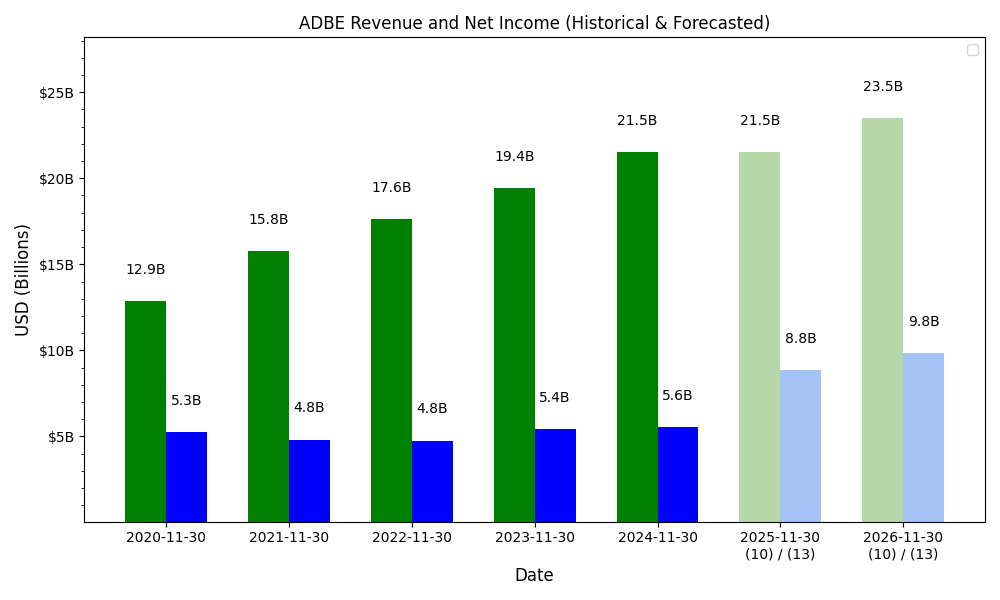 ADBE Revenue and Net Income (Historical & Forecasted)
USD (Billions)
$25B
$20B
$15B
$10B
$5B
12.9B
5.3B
15.8B
4.8B
17.6B
4.8B
19.4B
5.4B
21.5B
5.6B
21.5B
8.8B
23.5B
9.8B
2020-11-30
2021-11-30
2022-11-30
2023-11-30
2024-11-30
2025-11-30
(10) / (13)
2026-11-30
(10) / (13)
Date